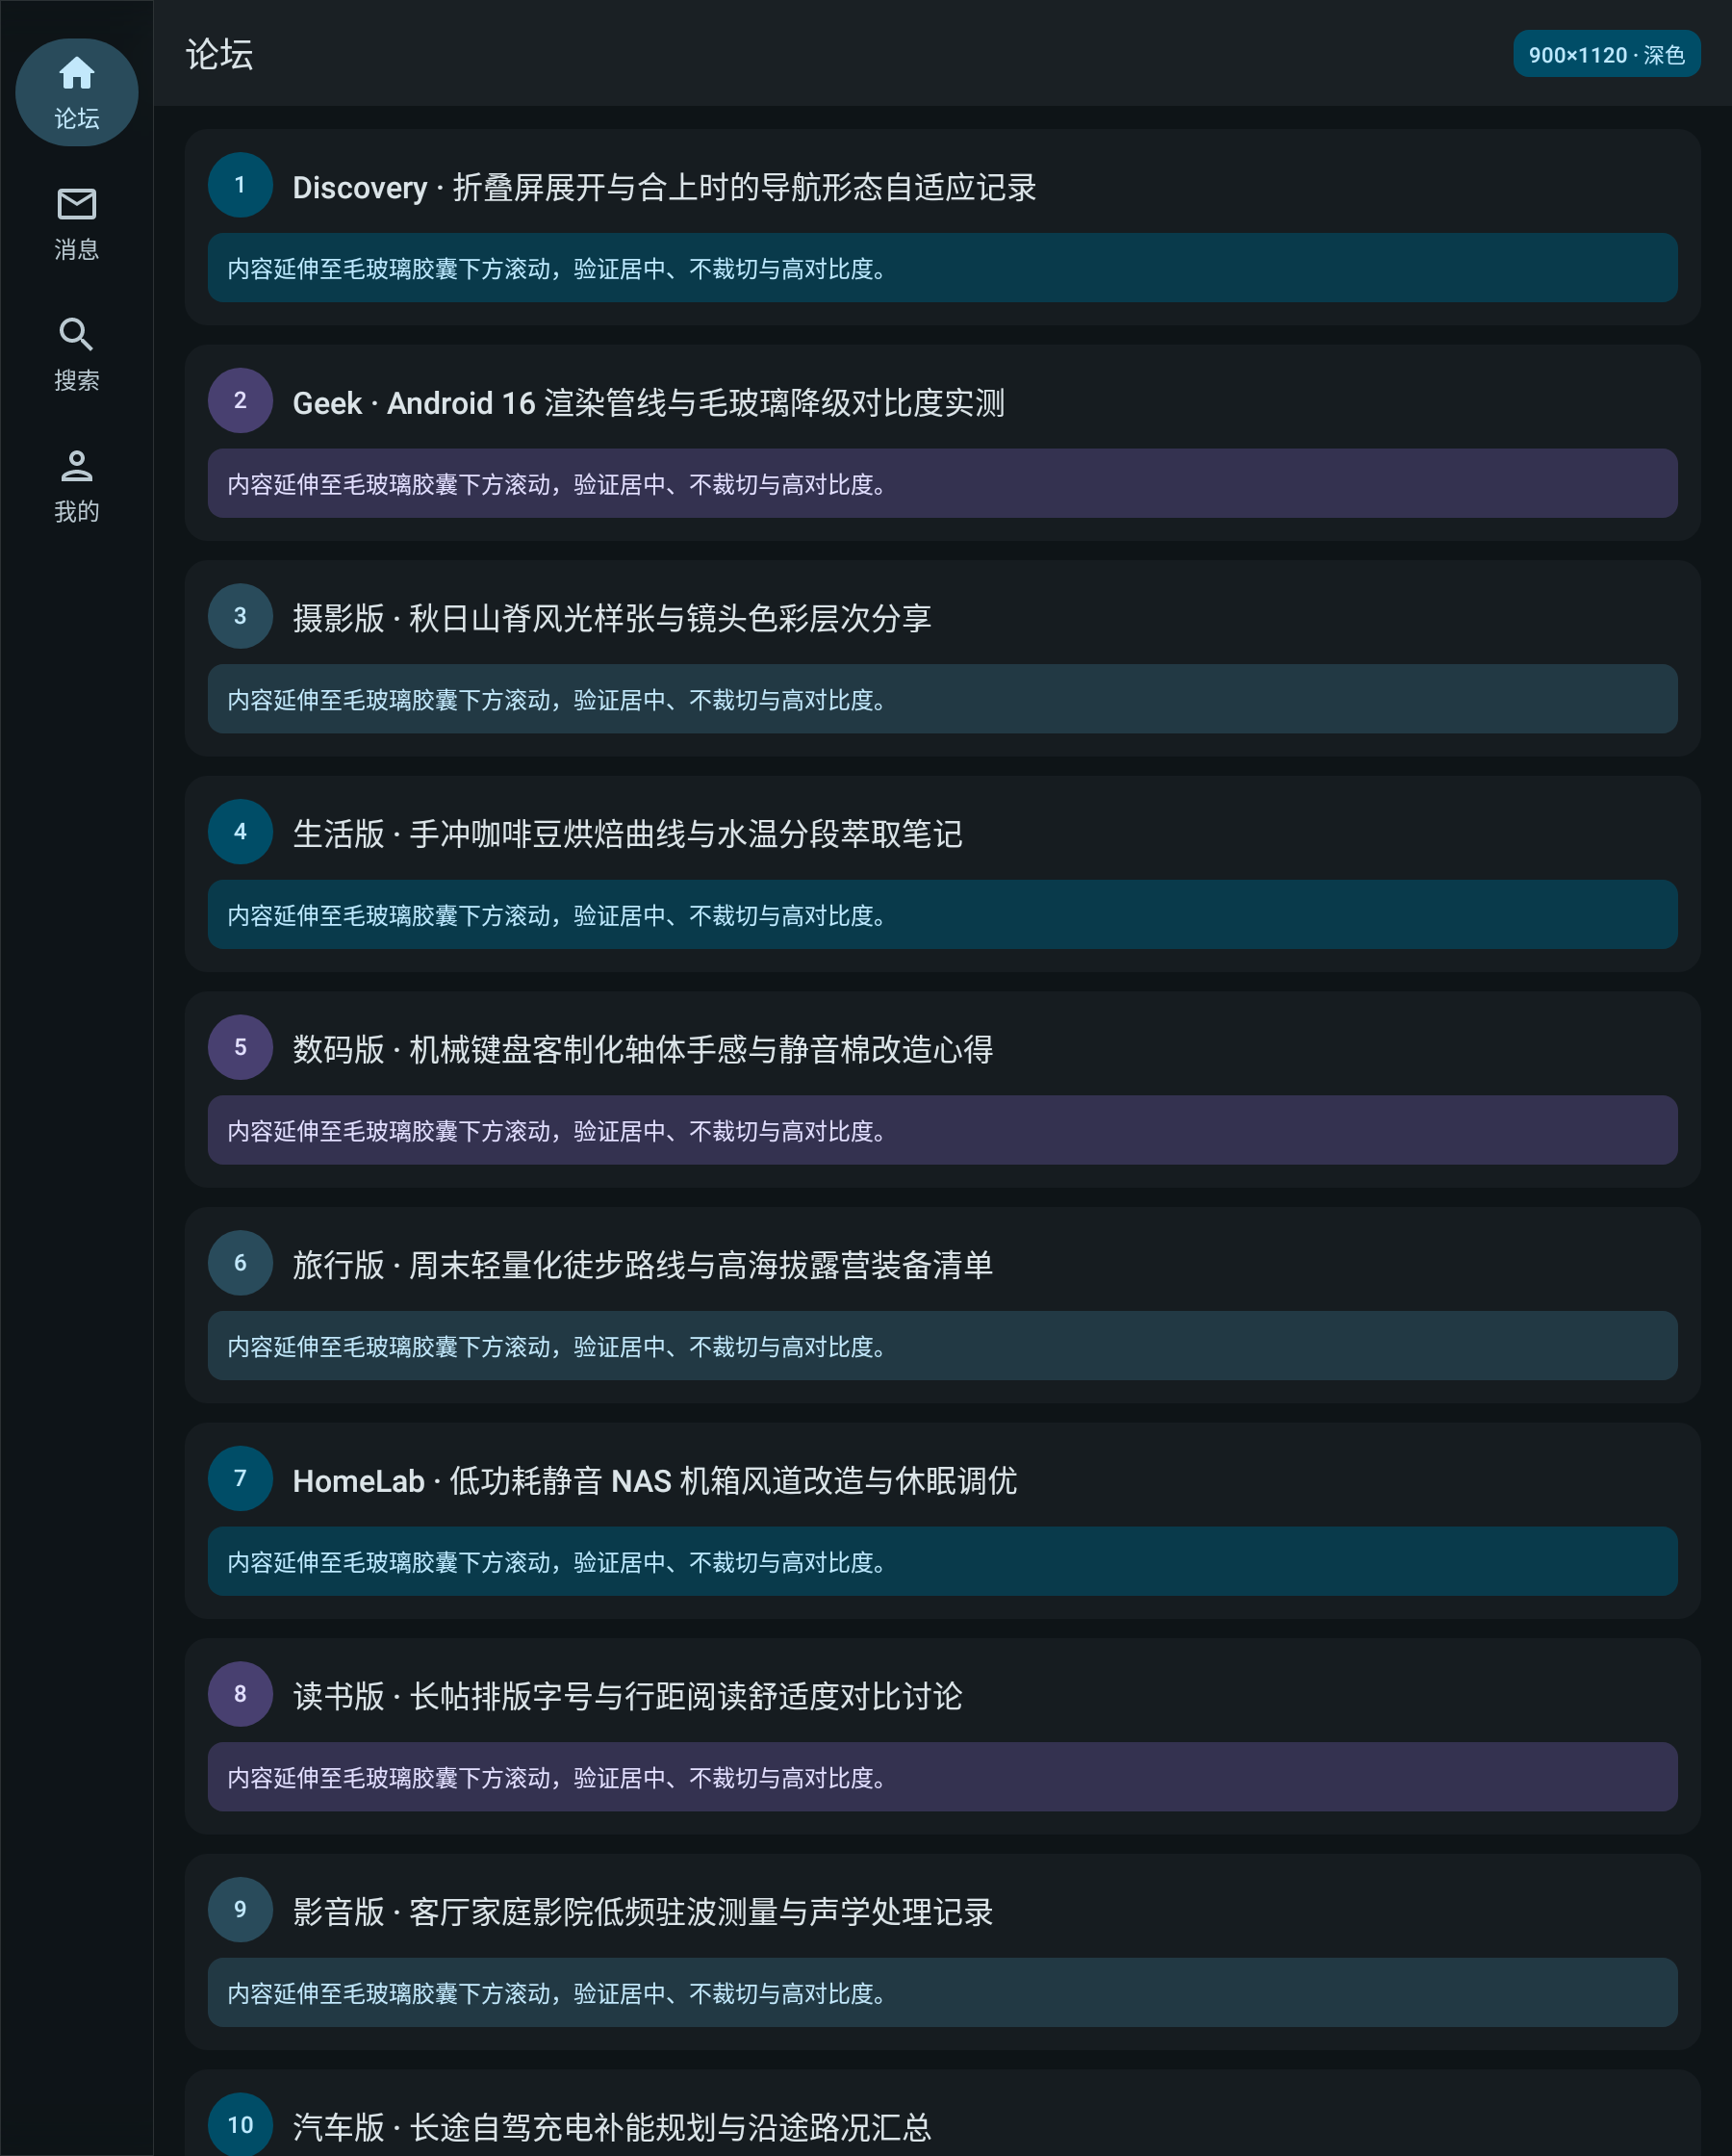 论坛
消息
搜索
我的
论坛
900×1120 · 深色
1
Discovery · 折叠屏展开与合上时的导航形态自适应记录
内容延伸至毛玻璃胶囊下方滚动，验证居中、不裁切与高对比度。
2
Geek · Android 16 渲染管线与毛玻璃降级对比度实测
内容延伸至毛玻璃胶囊下方滚动，验证居中、不裁切与高对比度。
3
摄影版 · 秋日山脊风光样张与镜头色彩层次分享
内容延伸至毛玻璃胶囊下方滚动，验证居中、不裁切与高对比度。
4
生活版 · 手冲咖啡豆烘焙曲线与水温分段萃取笔记
内容延伸至毛玻璃胶囊下方滚动，验证居中、不裁切与高对比度。
5
数码版 · 机械键盘客制化轴体手感与静音棉改造心得
内容延伸至毛玻璃胶囊下方滚动，验证居中、不裁切与高对比度。
6
旅行版 · 周末轻量化徒步路线与高海拔露营装备清单
内容延伸至毛玻璃胶囊下方滚动，验证居中、不裁切与高对比度。
7
HomeLab · 低功耗静音 NAS 机箱风道改造与休眠调优
内容延伸至毛玻璃胶囊下方滚动，验证居中、不裁切与高对比度。
8
读书版 · 长帖排版字号与行距阅读舒适度对比讨论
内容延伸至毛玻璃胶囊下方滚动，验证居中、不裁切与高对比度。
9
影音版 · 客厅家庭影院低频驻波测量与声学处理记录
内容延伸至毛玻璃胶囊下方滚动，验证居中、不裁切与高对比度。
10
汽车版 · 长途自驾充电补能规划与沿途路况汇总